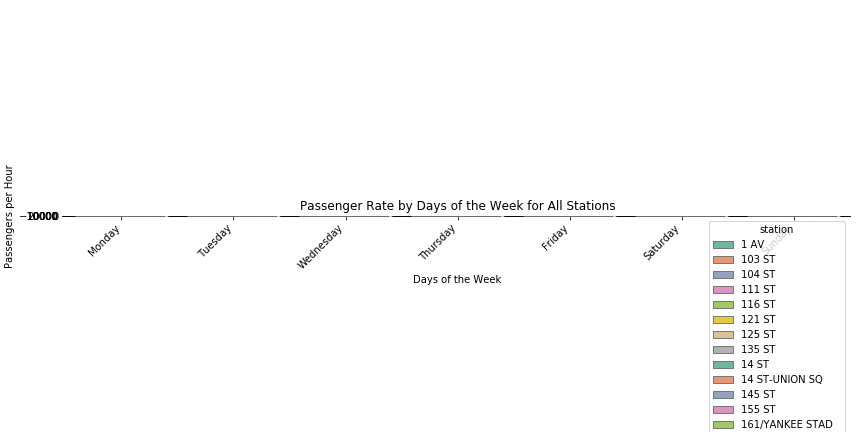 Passenger Rate by Days of the Week for All Stations
Passengers per Hour
Monday
Tuesday
Wednesday
Thursday
Friday
Saturday
Sunday
Days of the Week
station
1 AV
103 ST
104 ST
111 ST
116 ST
121 ST
125 ST
135 ST
14 ST
14 ST-UNION SQ
145 ST
155 ST
161/YANKEE STAD